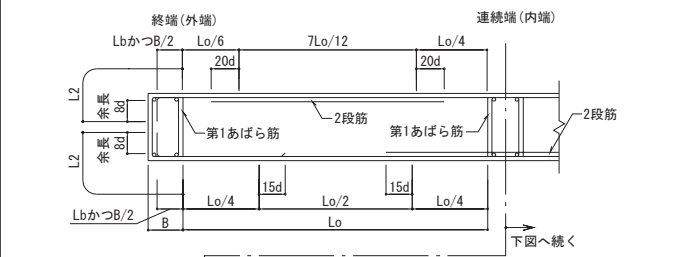 終端(外端)
連続端(内端)
LbかつB/2
Lo/6
7Lo/12
Lo/4
20d
20d
L2
余長
8d
2段筋
第1あばら筋
第1あばら筋
2段筋
余長
8d
L2
15d
15d
Lo/4
Lo/2
Lo/4
LbかつB/2
B
Lo
下図へ続く